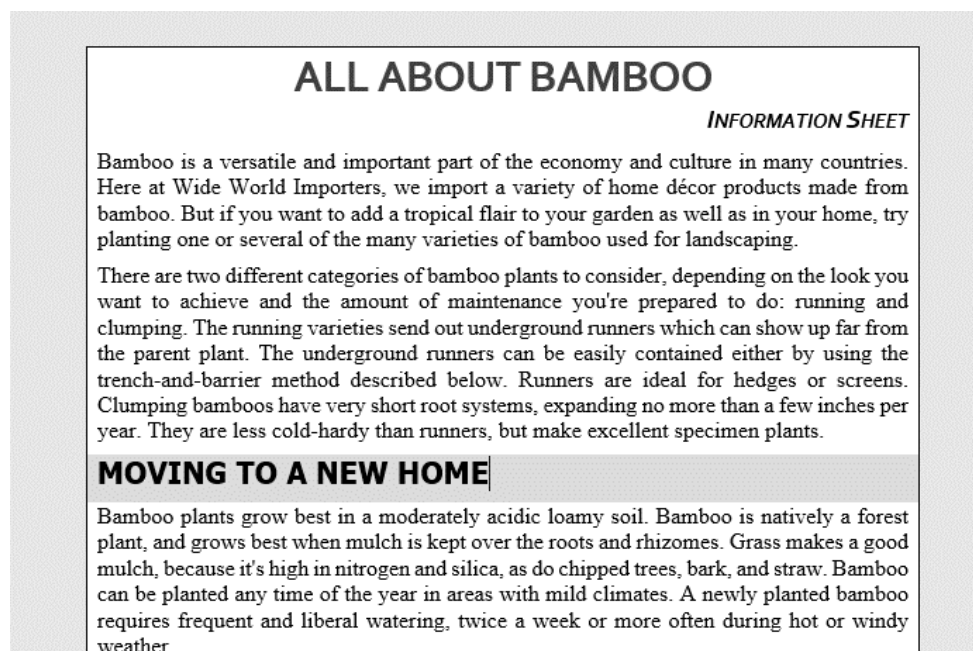 ALL ABOUT BAMBOO
INFORMATION SHEET
Bamboo is a versatile and important part of the economy and culture in many countries.
Here at Wide World Importers, we import a variety of home décor products made from
bamboo. But if you want to add a tropical flair to your garden as well as in your home, try
planting one or several of the many varieties of bamboo used for landscaping.
There are two different categories of bamboo plants to consider, depending on the look you
want to achieve and the amount of maintenance you're prepared to do: running and
clumping. The running varieties send out underground runners which can show up far from
the parent plant. The underground runners can be easily contained either by using the
trench-and-barrier method described below. Runners are ideal for hedges or screens.
Clumping bamboos have very short root systems, expanding no more than a few inches per
year. They are less cold-hardy than runners, but make excellent specimen plants.
MOVING TO A NEW HOME
Bamboo plants grow best in a moderately acidic loamy soil. Bamboo is natively a forest
plant, and grows best when mulch is kept over the roots and rhizomes. Grass makes a good
mulch, because it's high in nitrogen and silica, as do chipped trees, bark, and straw. Bamboo
can be planted any time of the year in areas with mild climates. A newly planted bamboo
requires frequent and liberal watering, twice a week or more often during hot or windy
weather.